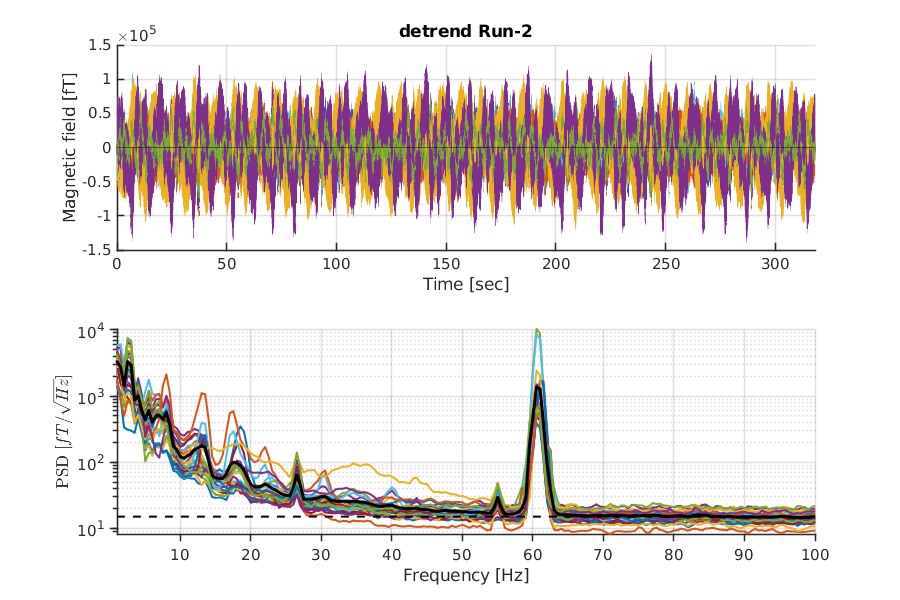 detrend Run-2
×10^5
1.5
1
0.5
0
-0.5
-1
-1.5
Magnetic field [fT]
0 50 100 150 200 250 300
Time [sec]
10^4
10^3
10^2
10^1
PSD [fT/√Hz]
10 20 30 40 50 60 70 80 90 100
Frequency [Hz]